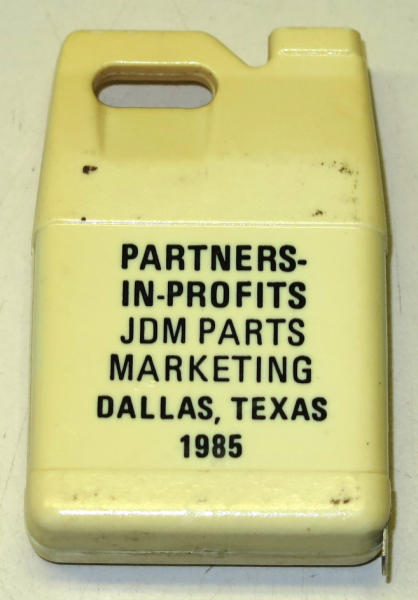 PARTNERS-
IN-PROFITS
JDM PARTS
MARKETING
DALLAS, TEXAS
1985